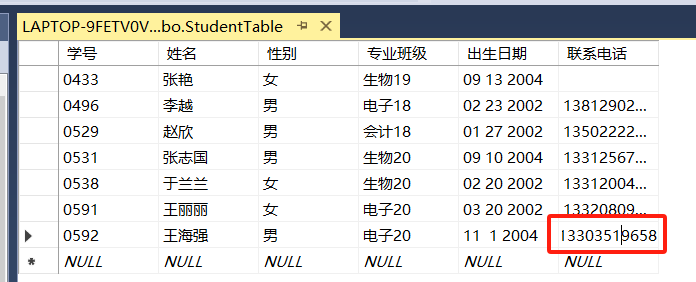 LAPTOP-9FETV0V...bo.StudentTable
学号 姓名 性别 专业班级 出生日期 联系电话
0433 张艳 女 生物19 09 13 2004
0496 李越 男 电子18 02 23 2002 13812902...
0529 赵欣 男 会计18 01 27 2002 13502222...
0531 张志国 男 生物20 09 10 2004 13312567...
0538 于兰兰 女 生物20 02 20 2002 13312004...
0591 王丽丽 女 电子20 03 20 2002 13320809...
0592 王海强 男 电子20 11 1 2004 13303519658
NULL NULL NULL NULL NULL NULL